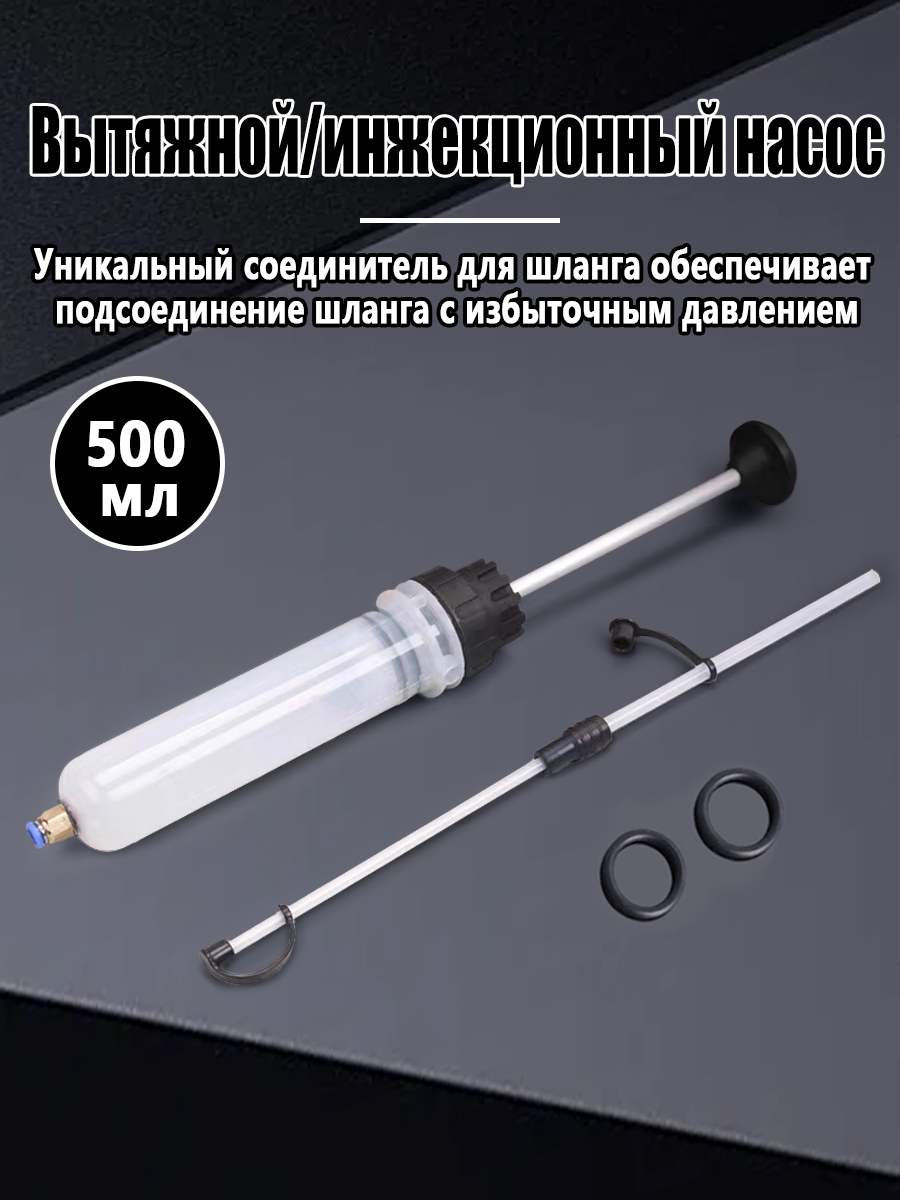 Вытяжной/инжекционный насос
Уникальный соединитель для шланга обеспечивает
подсоединение шланга с избыточным давлением
500
мл